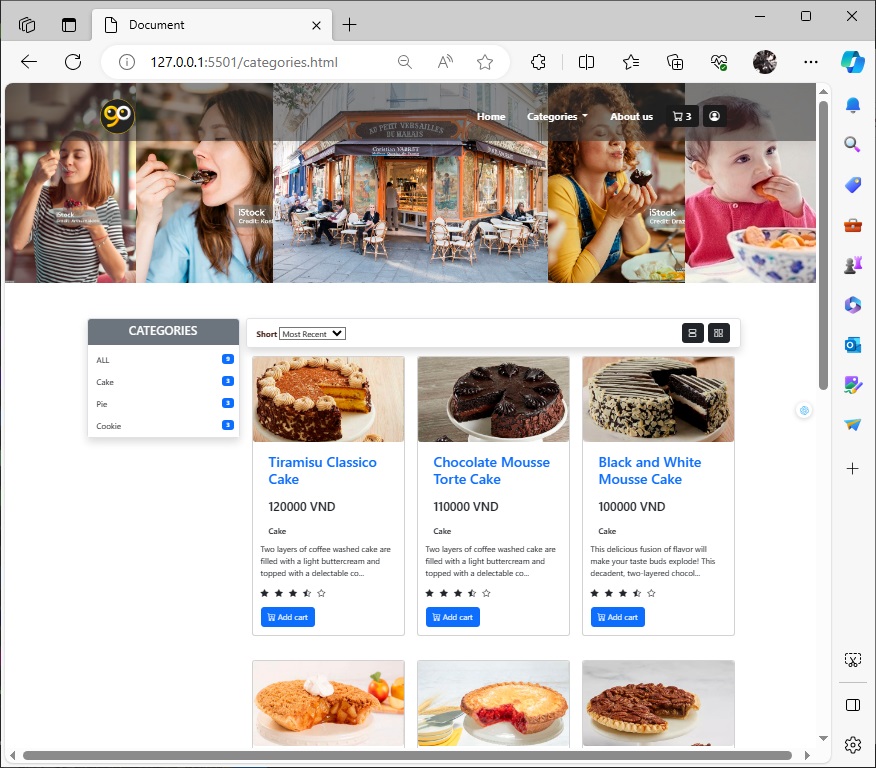 Document
127.0.0.1:5501/categories.html
go
Home Categories About us 3
AU PETIT VERSAILLES
DU MARAIS
Christian VABRET
iStock
iStock
iStock
CATEGORIES
ALL 9
Cake 3
Pie 3
Cookie 3
Short Most Recent
Tiramisu Classico
Cake
120000 VND
Cake
Two layers of coffee washed cake are
filled with a light buttercream and
topped with a delectable co...
Add cart
Chocolate Mousse
Torte Cake
110000 VND
Cake
Two layers of coffee washed cake are
filled with a light buttercream and
topped with a delectable co...
Add cart
Black and White
Mousse Cake
100000 VND
Cake
This delicious fusion of flavor will
make your taste buds explode! This
decadent, two-layered chocol...
Add cart